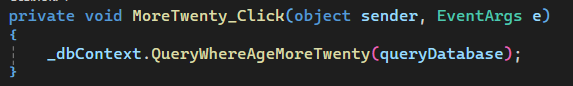 private void MoreTwenty_Click(object sender, EventArgs e)
{
    _dbContext.QueryWhereAgeMoreTwenty(queryDatabase);
}